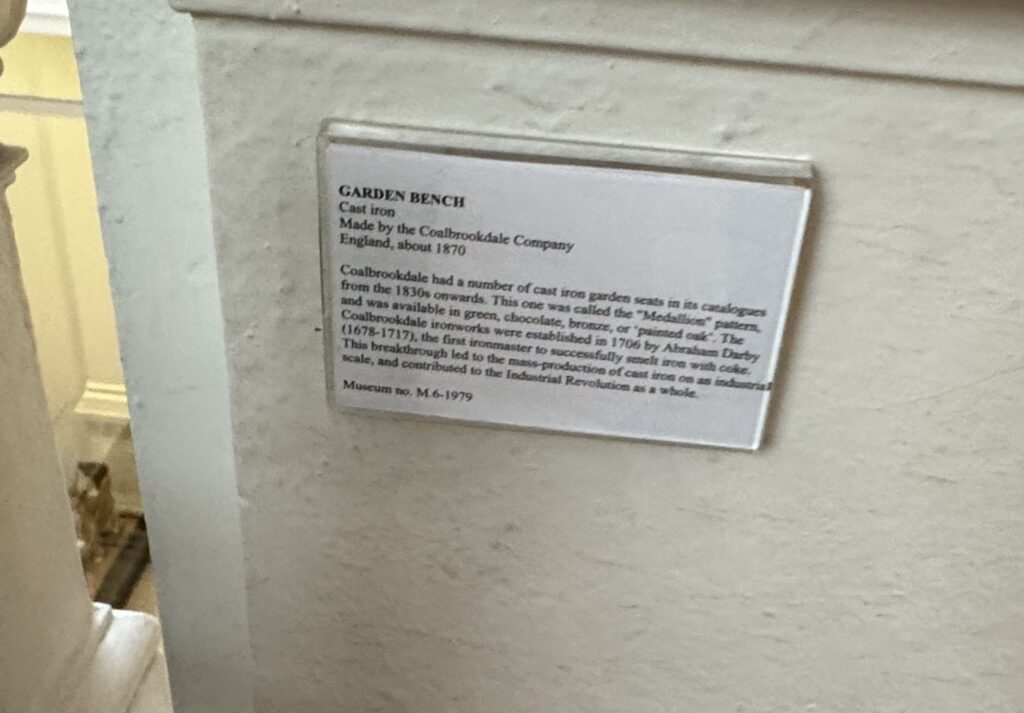 GARDEN BENCH
Cast iron
Made by the Coalbrookdale Company
England, about 1870
Coalbrookdale had a number of cast iron garden seats in its catalogues
from the 1830s onwards. This one was called the "Medallion" pattern,
and was available in green, chocolate, bronze, or 'painted oak'. The
Coalbrookdale ironworks were established in 1706 by Abraham Darby
(1678-1717), the first ironmaster to successfully smelt iron with coke.
This breakthrough led to the mass-production of cast iron on an industrial
scale, and contributed to the Industrial Revolution as a whole.
Museum no. M.6-1979